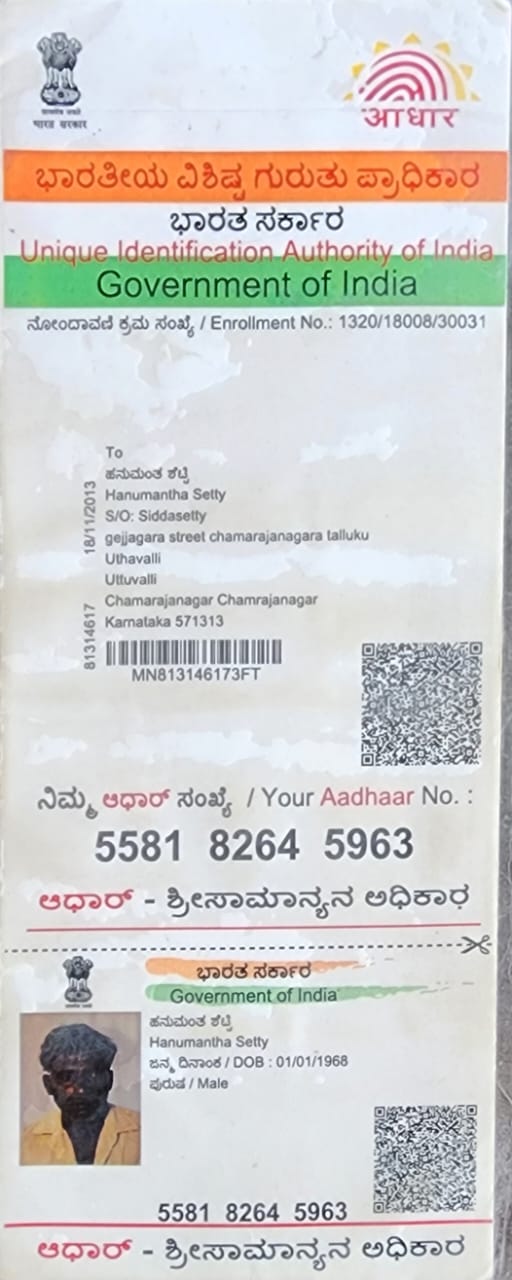 भारत सरकार
आधार
ಭಾರತೀಯ ವಿಶಿಷ್ಟ ಗುರುತು ಪ್ರಾಧಿಕಾರ
ಭಾರತ ಸರ್ಕಾರ
Unique Identification Authority of India
Government of India
ನೋಂದಾವಣೆ ಕ್ರಮ ಸಂಖ್ಯೆ / Enrollment No.: 1320/18008/30031
To
ಹನುಮಂತ ಶೆಟ್ಟಿ
Hanumantha Setty
S/O: Siddasetty
gejjagara street chamarajanagara talluku
Uthavalli
Uttuvalli
Chamarajanagar Chamrajanagar
Karnataka 571313
18/11/2013
81314617
MN813146173FT
ನಿಮ್ಮ ಆಧಾರ್ ಸಂಖ್ಯೆ / Your Aadhaar No. :
5581 8264 5963
ಆಧಾರ್ - ಶ್ರೀಸಾಮಾನ್ಯನ ಅಧಿಕಾರ
ಭಾರತ ಸರ್ಕಾರ
Government of India
ಹನುಮಂತ ಶೆಟ್ಟಿ
Hanumantha Setty
ಜನ್ಮ ದಿನಾಂಕ / DOB : 01/01/1968
ಪುರುಷ / Male
5581 8264 5963
ಆಧಾರ್ - ಶ್ರೀಸಾಮಾನ್ಯನ ಅಧಿಕಾರ